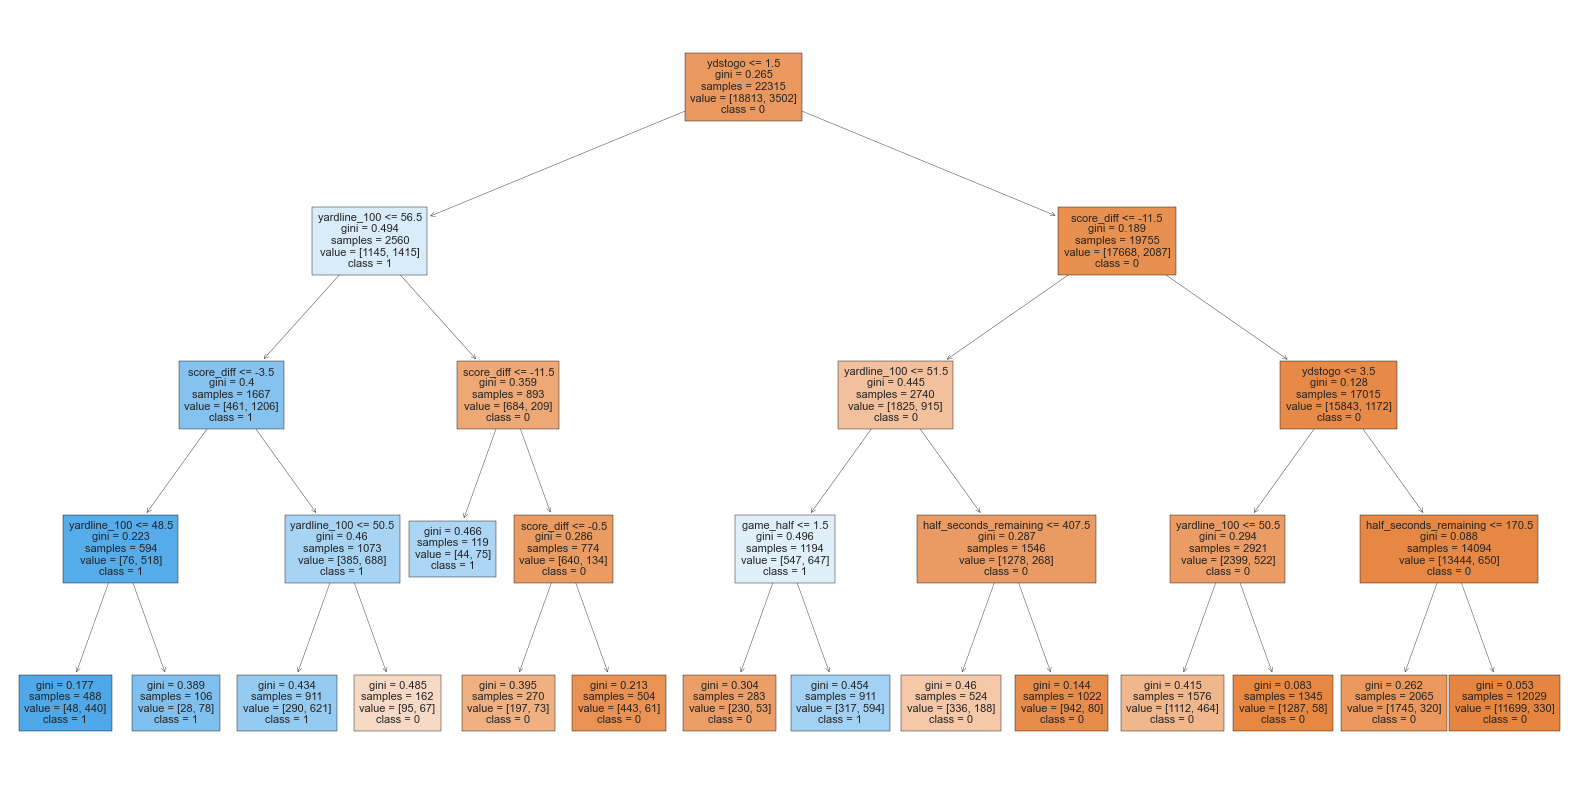 ydstogo <= 1.5
gini = 0.265
samples = 22315
value = [18813, 3502]
class = 0
yardline_100 <= 56.5
gini = 0.494
samples = 2560
value = [1145, 1415]
class = 1
score_diff <= -11.5
gini = 0.189
samples = 19755
value = [17668, 2087]
class = 0
score_diff <= -3.5
gini = 0.4
samples = 1667
value = [461, 1206]
class = 1
score_diff <= -11.5
gini = 0.359
samples = 893
value = [684, 209]
class = 0
yardline_100 <= 51.5
gini = 0.445
samples = 2740
value = [1825, 915]
class = 0
ydstogo <= 3.5
gini = 0.128
samples = 17015
value = [15843, 1172]
class = 0
yardline_100 <= 48.5
gini = 0.223
samples = 594
value = [76, 518]
class = 1
yardline_100 <= 50.5
gini = 0.46
samples = 1073
value = [385, 688]
class = 1
gini = 0.466
samples = 119
value = [44, 75]
class = 1
score_diff <= -0.5
gini = 0.286
samples = 774
value = [640, 134]
class = 0
game_half <= 1.5
gini = 0.496
samples = 1194
value = [547, 647]
class = 1
half_seconds_remaining <= 407.5
gini = 0.287
samples = 1546
value = [1278, 268]
class = 0
yardline_100 <= 50.5
gini = 0.294
samples = 2921
value = [2399, 522]
class = 0
half_seconds_remaining <= 170.5
gini = 0.088
samples = 14094
value = [13444, 650]
class = 0
gini = 0.177
samples = 488
value = [48, 440]
class = 1
gini = 0.389
samples = 106
value = [28, 78]
class = 1
gini = 0.434
samples = 911
value = [290, 621]
class = 1
gini = 0.485
samples = 162
value = [95, 67]
class = 0
gini = 0.395
samples = 270
value = [197, 73]
class = 0
gini = 0.213
samples = 504
value = [443, 61]
class = 0
gini = 0.304
samples = 283
value = [230, 53]
class = 0
gini = 0.454
samples = 911
value = [317, 594]
class = 1
gini = 0.46
samples = 524
value = [336, 188]
class = 0
gini = 0.144
samples = 1022
value = [942, 80]
class = 0
gini = 0.415
samples = 1576
value = [1112, 464]
class = 0
gini = 0.083
samples = 1345
value = [1287, 58]
class = 0
gini = 0.262
samples = 2065
value = [1745, 320]
class = 0
gini = 0.053
samples = 12029
value = [11699, 330]
class = 0